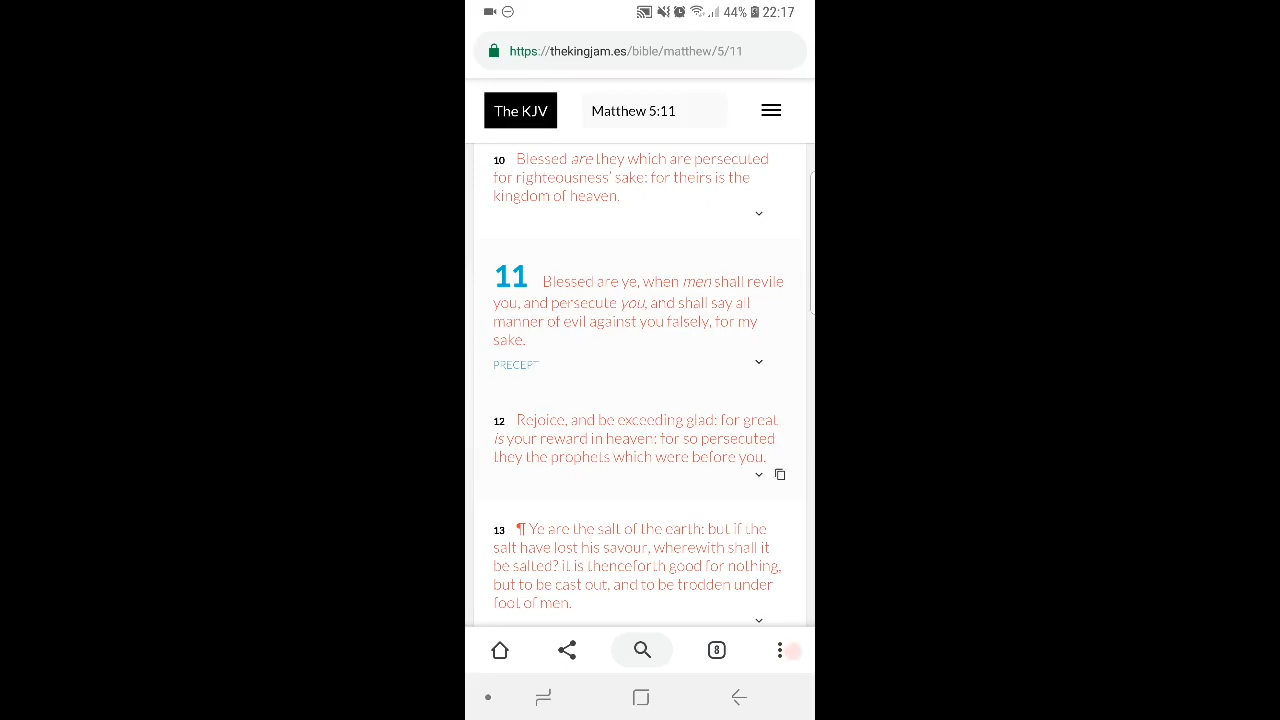 44% 22:17
https://thekingjam.es/bible/matthew/5/11
The KJV Matthew 5:11
10 Blessed are they which are persecuted
for righteousness’ sake: for theirs is the
kingdom of heaven.
11 Blessed are ye, when men shall revile
you, and persecute you, and shall say all
manner of evil against you falsely, for my
sake.
PRECEPT
12 Rejoice, and be exceeding glad: for great
is your reward in heaven: for so persecuted
they the prophets which were before you.
13 ¶ Ye are the salt of the earth: but if the
salt have lost his savour, wherewith shall it
be salted? it is thenceforth good for nothing,
but to be cast out, and to be trodden under
foot of men.
8